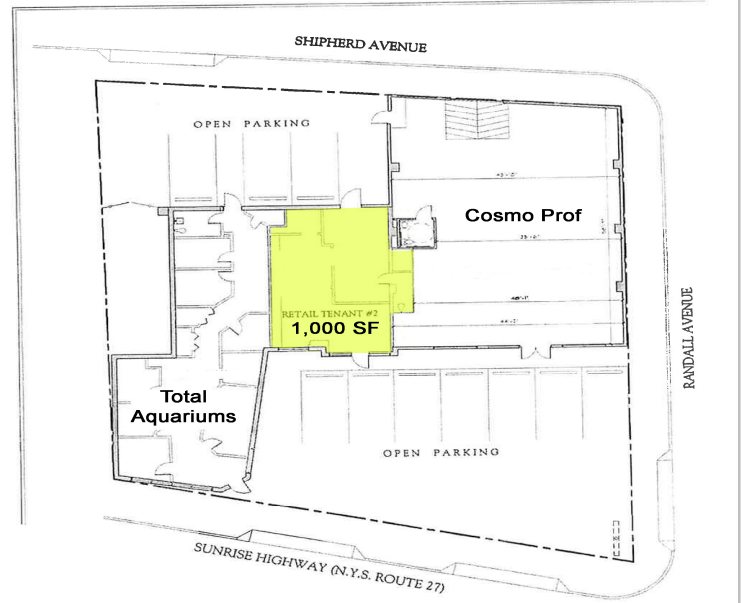 SHIPHERD AVENUE
OPEN PARKING
Cosmo Prof
RANDALL AVENUE
RETAIL TENANT #2
1,000 SF
Total
Aquariums
OPEN PARKING
SUNRISE HIGHWAY (N.Y.S. ROUTE 27)